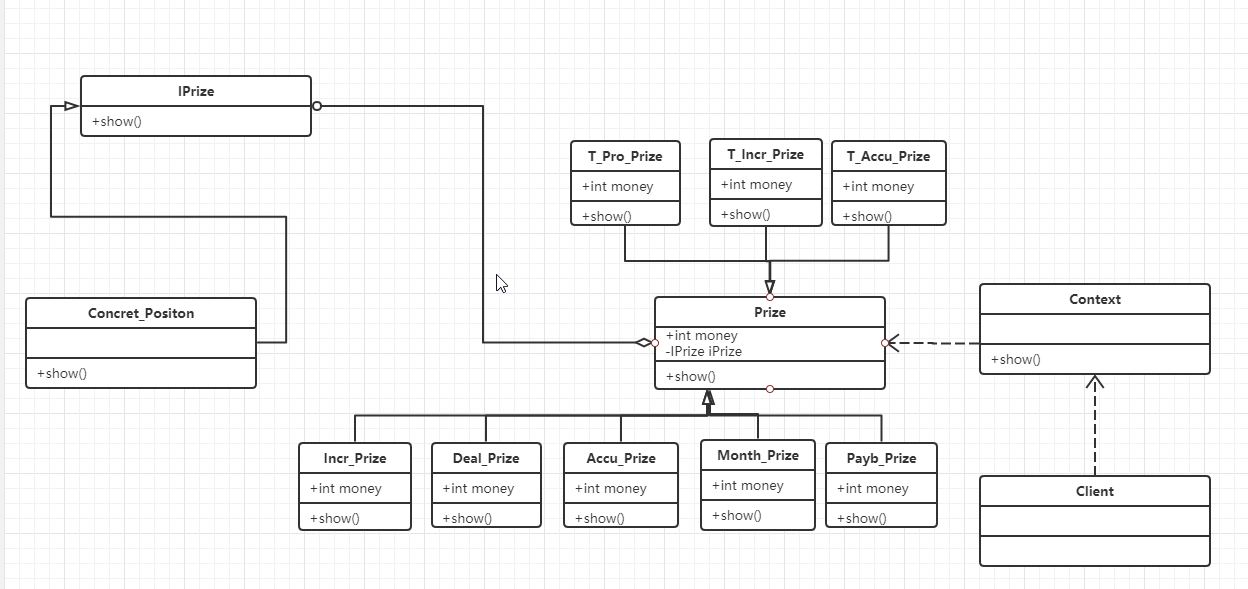 IPrize
+show()
T_Pro_Prize
+int money
+show()
T_Incr_Prize
+int money
+show()
T_Accu_Prize
+int money
+show()
Concret_Positon
+show()
Prize
+int money
-IPrize iPrize
+show()
Context
+show()
Incr_Prize
+int money
+show()
Deal_Prize
+int money
+show()
Accu_Prize
+int money
+show()
Month_Prize
+int money
+show()
Payb_Prize
+int money
+show()
Client